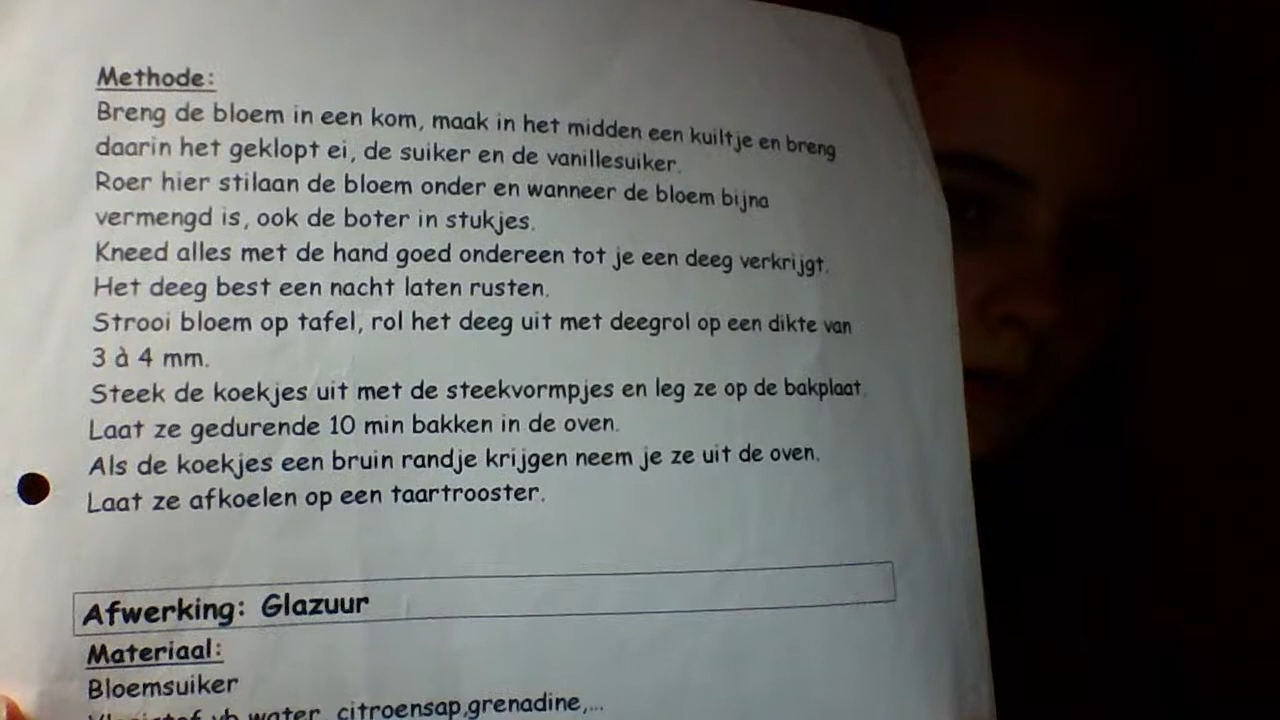 Methode:
Breng de bloem in een kom, maak in het midden een kuiltje en breng
daarin het geklopt ei, de suiker en de vanillesuiker.
Roer hier stilaan de bloem onder en wanneer de bloem bijna
vermengd is, ook de boter in stukjes.
Kneed alles met de hand goed ondereen tot je een deeg verkrijgt.
Het deeg best een nacht laten rusten.
Strooi bloem op tafel, rol het deeg uit met deegrol op een dikte van
3 à 4 mm.
Steek de koekjes uit met de steekvormpjes en leg ze op de bakplaat.
Laat ze gedurende 10 min bakken in de oven.
Als de koekjes een bruin randje krijgen neem je ze uit de oven.
Laat ze afkoelen op een taartrooster.
Afwerking: Glazuur
Materiaal:
Bloemsuiker
Vloeistof vb water, citroensap,grenadine,...